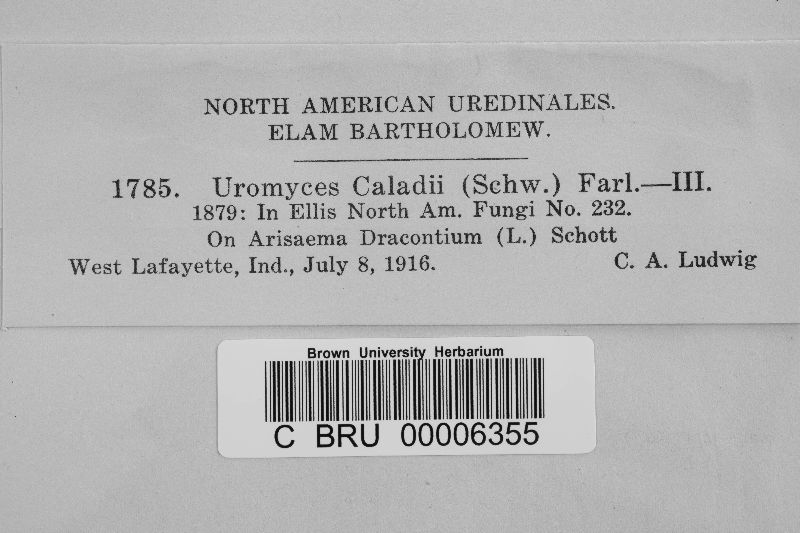 NORTH AMERICAN UREDINALES.
ELAM BARTHOLOMEW.
1785. Uromyces Caladii (Schw.) Farl.—III.
1879: In Ellis North Am. Fungi No. 232.
On Arisaema Dracontium (L.) Schott
West Lafayette, Ind., July 8, 1916. C. A. Ludwig
Brown University Herbarium
C BRU 00006355